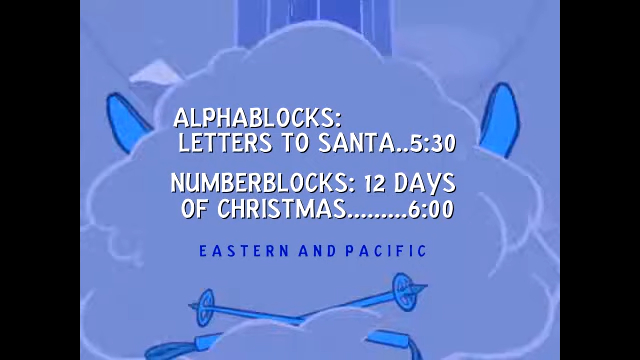 ALPHABLOCKS:
LETTERS TO SANTA..5:30
NUMBERBLOCKS: 12 DAYS
OF CHRISTMAS.........6:00
EASTERN AND PACIFIC